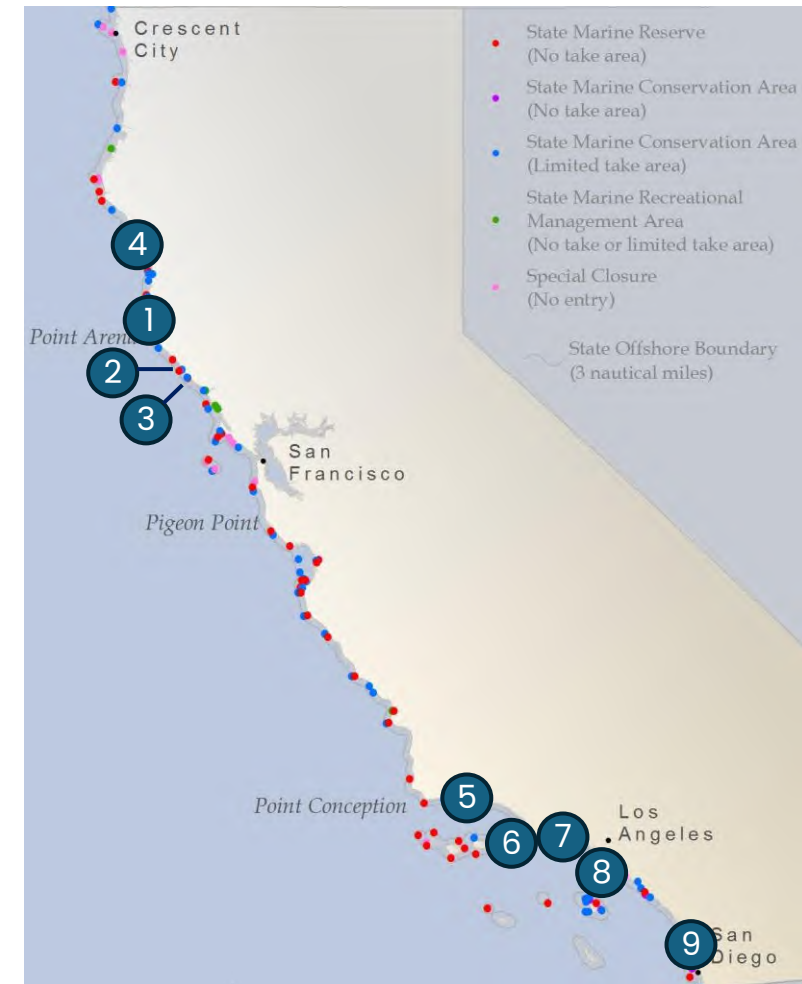 Crescent
City
State Marine Reserve
(No take area)
State Marine Conservation Area
(No take area)
State Marine Conservation Area
(Limited take area)
State Marine Recreational
Management Area
(No take or limited take area)
Special Closure
(No entry)
State Offshore Boundary
(3 nautical miles)
4
1
Point Aren
2
3
San
Francisco
Pigeon Point
Point Conception
5
6
7
Los
Angeles
8
9
San
Diego